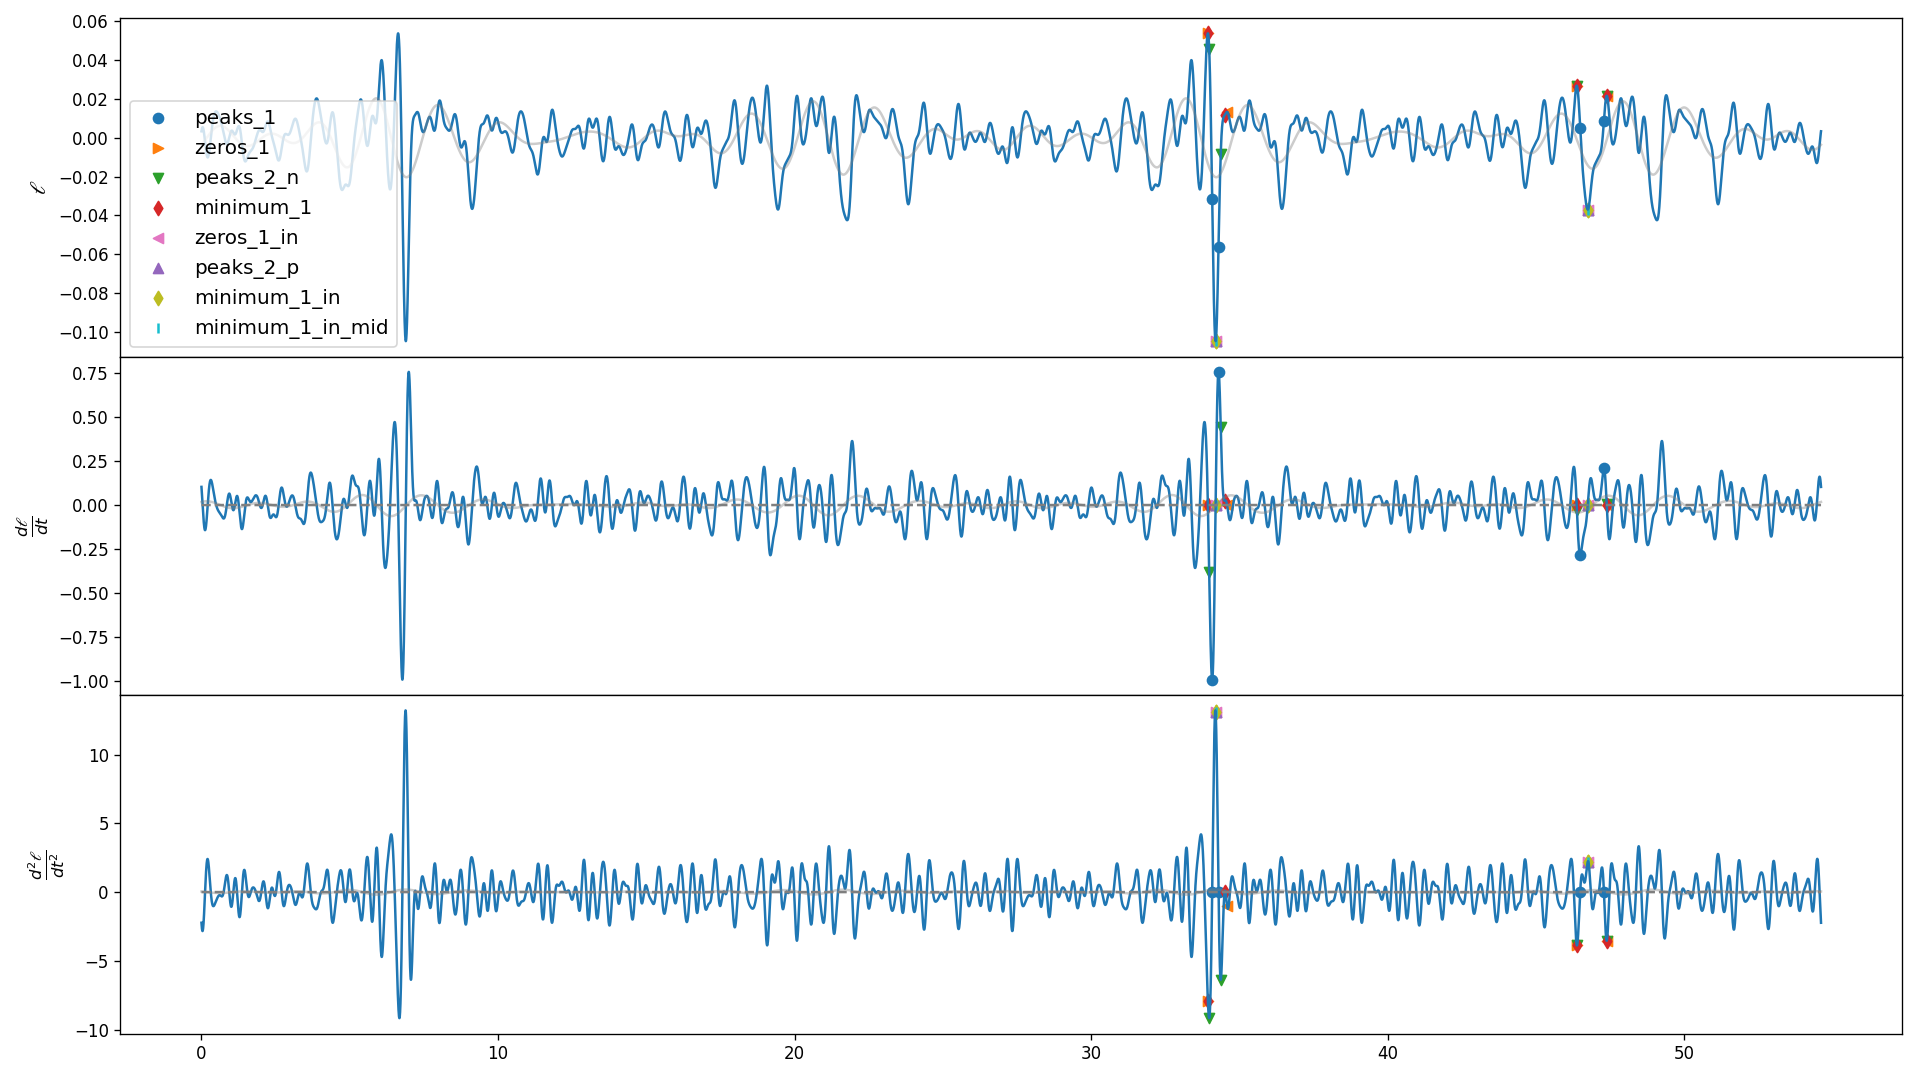 0.06
0.04
0.02
0.00
−0.02
−0.04
−0.06
−0.08
−0.10
ℓ
peaks_1
zeros_1
peaks_2_n
minimum_1
zeros_1_in
peaks_2_p
minimum_1_in
minimum_1_in_mid
0.75
0.50
0.25
0.00
−0.25
−0.50
−0.75
−1.00
dℓ
dt
10
5
0
−5
−10
d²ℓ
dt²
0 10 20 30 40 50